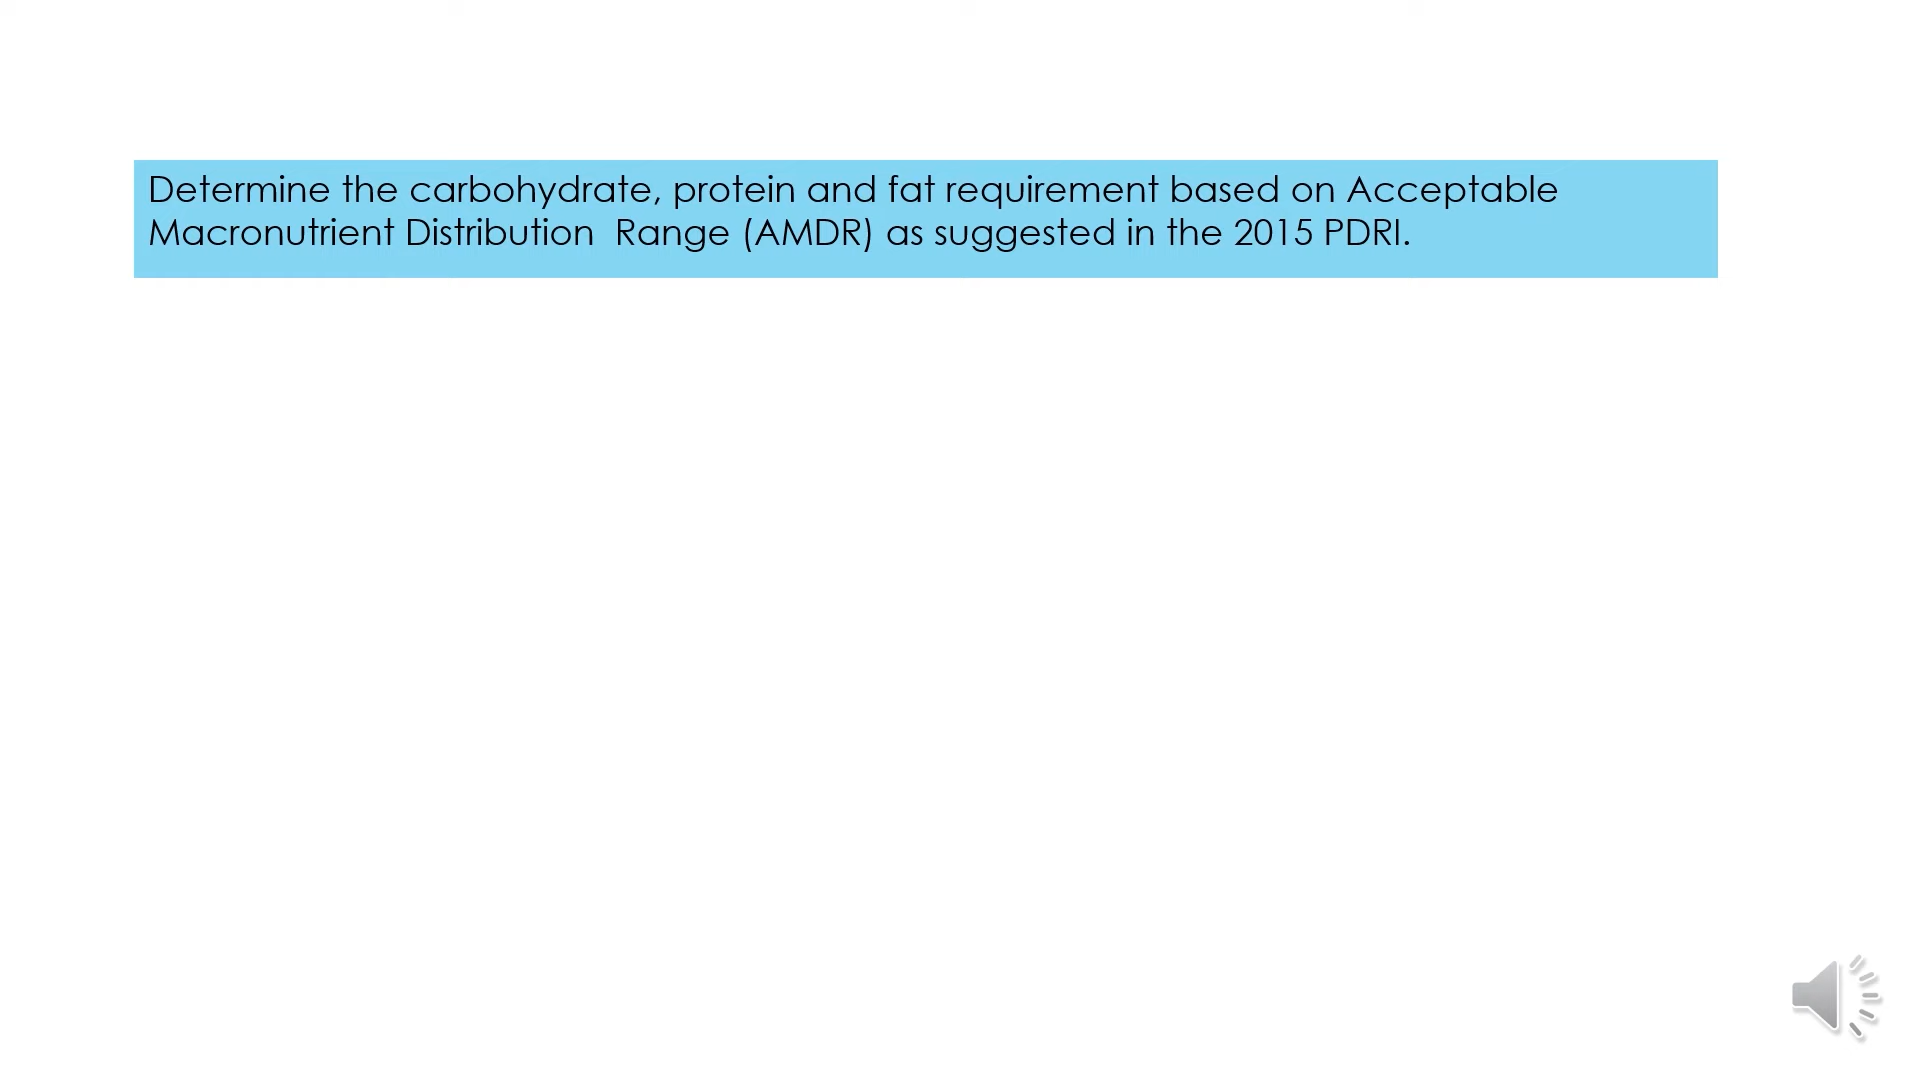 Determine the carbohydrate, protein and fat requirement based on Acceptable
Macronutrient Distribution  Range (AMDR) as suggested in the 2015 PDRI.